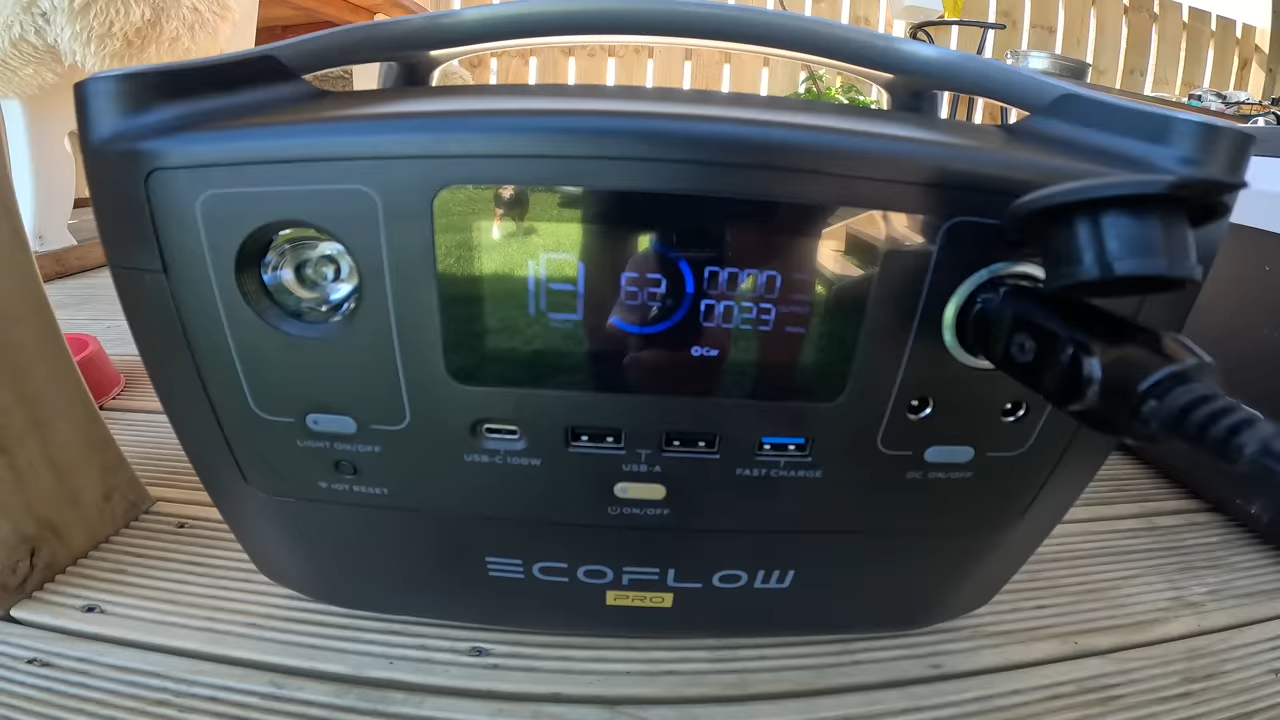 18
62
0000
0023
Car
LIGHT ON/OFF
IOT RESET
USB-C 100W
USB-A
FAST CHARGE
ON/OFF
DC ON/OFF
ECOFLOW
PRO